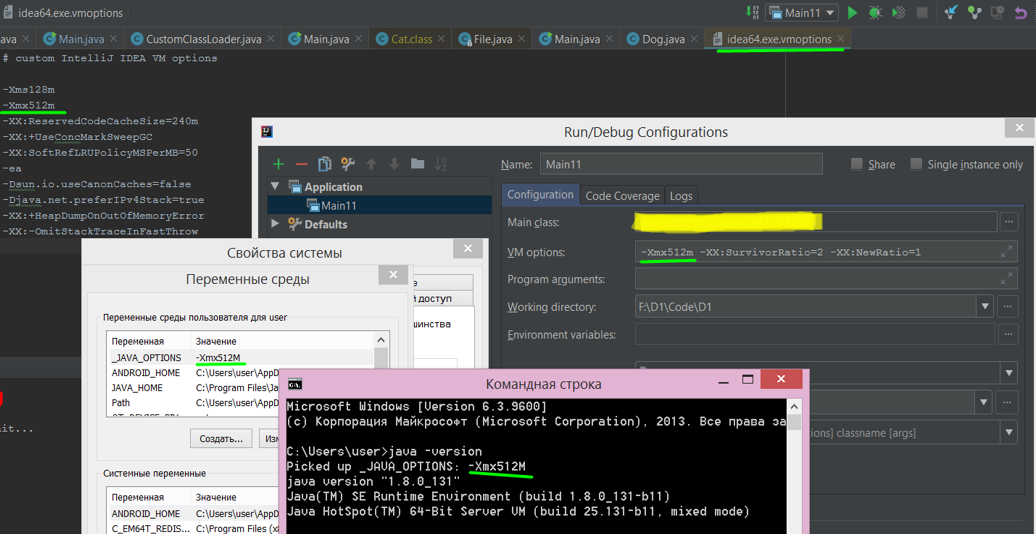 idea64.exe.vmoptions
Main11
ava
Main.java
CustomClassLoader.java
Main.java
Cat.class
File.java
Main.java
Dog.java
idea64.exe.vmoptions
# custom IntelliJ IDEA VM options
-Xms128m
-Xmx512m
-XX:ReservedCodeCacheSize=240m
-XX:+UseConcMarkSweepGC
-XX:SoftRefLRUPolicyMSPerMB=50
-ea
-Dsun.io.useCanonCaches=false
-Djava.net.preferIPv4Stack=true
-XX:+HeapDumpOnOutOfMemoryError
-XX:-OmitStackTraceInFastThrow
Run/Debug Configurations
Application
Main11
Defaults
Name: Main11
Share
Single instance only
Configuration
Code Coverage
Logs
Main class:
VM options: -Xmx512m -XX:SurvivorRatio=2 -XX:NewRatio=1
Program arguments:
Working directory: F:\D1\Code\D1
Environment variables:
ions] classname [args]
Свойства системы
й доступ
шинства
Переменные среды
Переменные среды пользователя для user
Переменная Значение
_JAVA_OPTIONS -Xmx512M
ANDROID_HOME C:\Users\user\AppD
JAVA_HOME C:\Program Files\Ja
Path C:\Users\user\AppD
Создать...
Изм
Системные переменные
Переменная Значение
ANDROID_HOME C:\Users\user\AppD
C_EM64T_REDIS... C:\Program Files (x
it...
Командная строка
Microsoft Windows [Version 6.3.9600]
(c) Корпорация Майкрософт (Microsoft Corporation), 2013. Все права за
C:\Users\user>java -version
Picked up _JAVA_OPTIONS: -Xmx512M
java version "1.8.0_131"
Java(TM) SE Runtime Environment (build 1.8.0_131-b11)
Java HotSpot(TM) 64-Bit Server VM (build 25.131-b11, mixed mode)